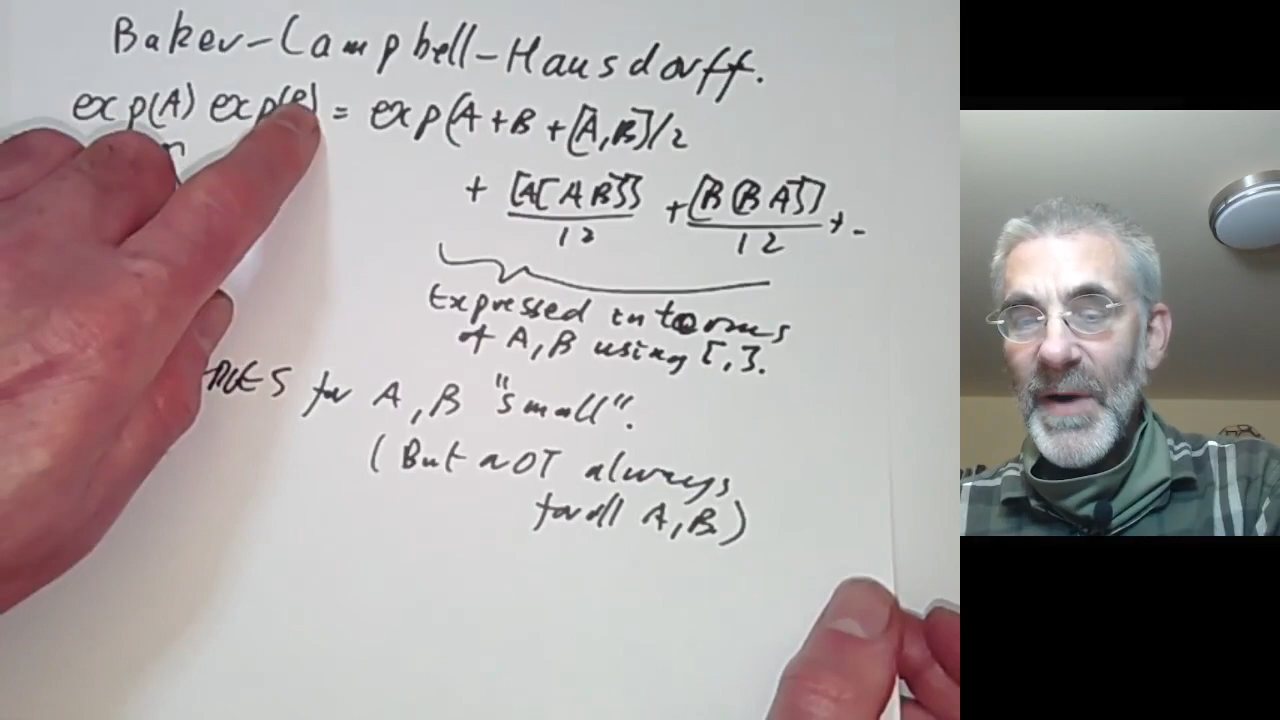 Baker-Campbell-Hausdorff.
exp(A) exp(B) = exp(A+B+[A,B]/2
+ [A[AB]]/12 + [B[BA]]/12 + -
Expressed in terms
of A,B using [,].
for A, B "small".
(But NOT always
for all A, B)